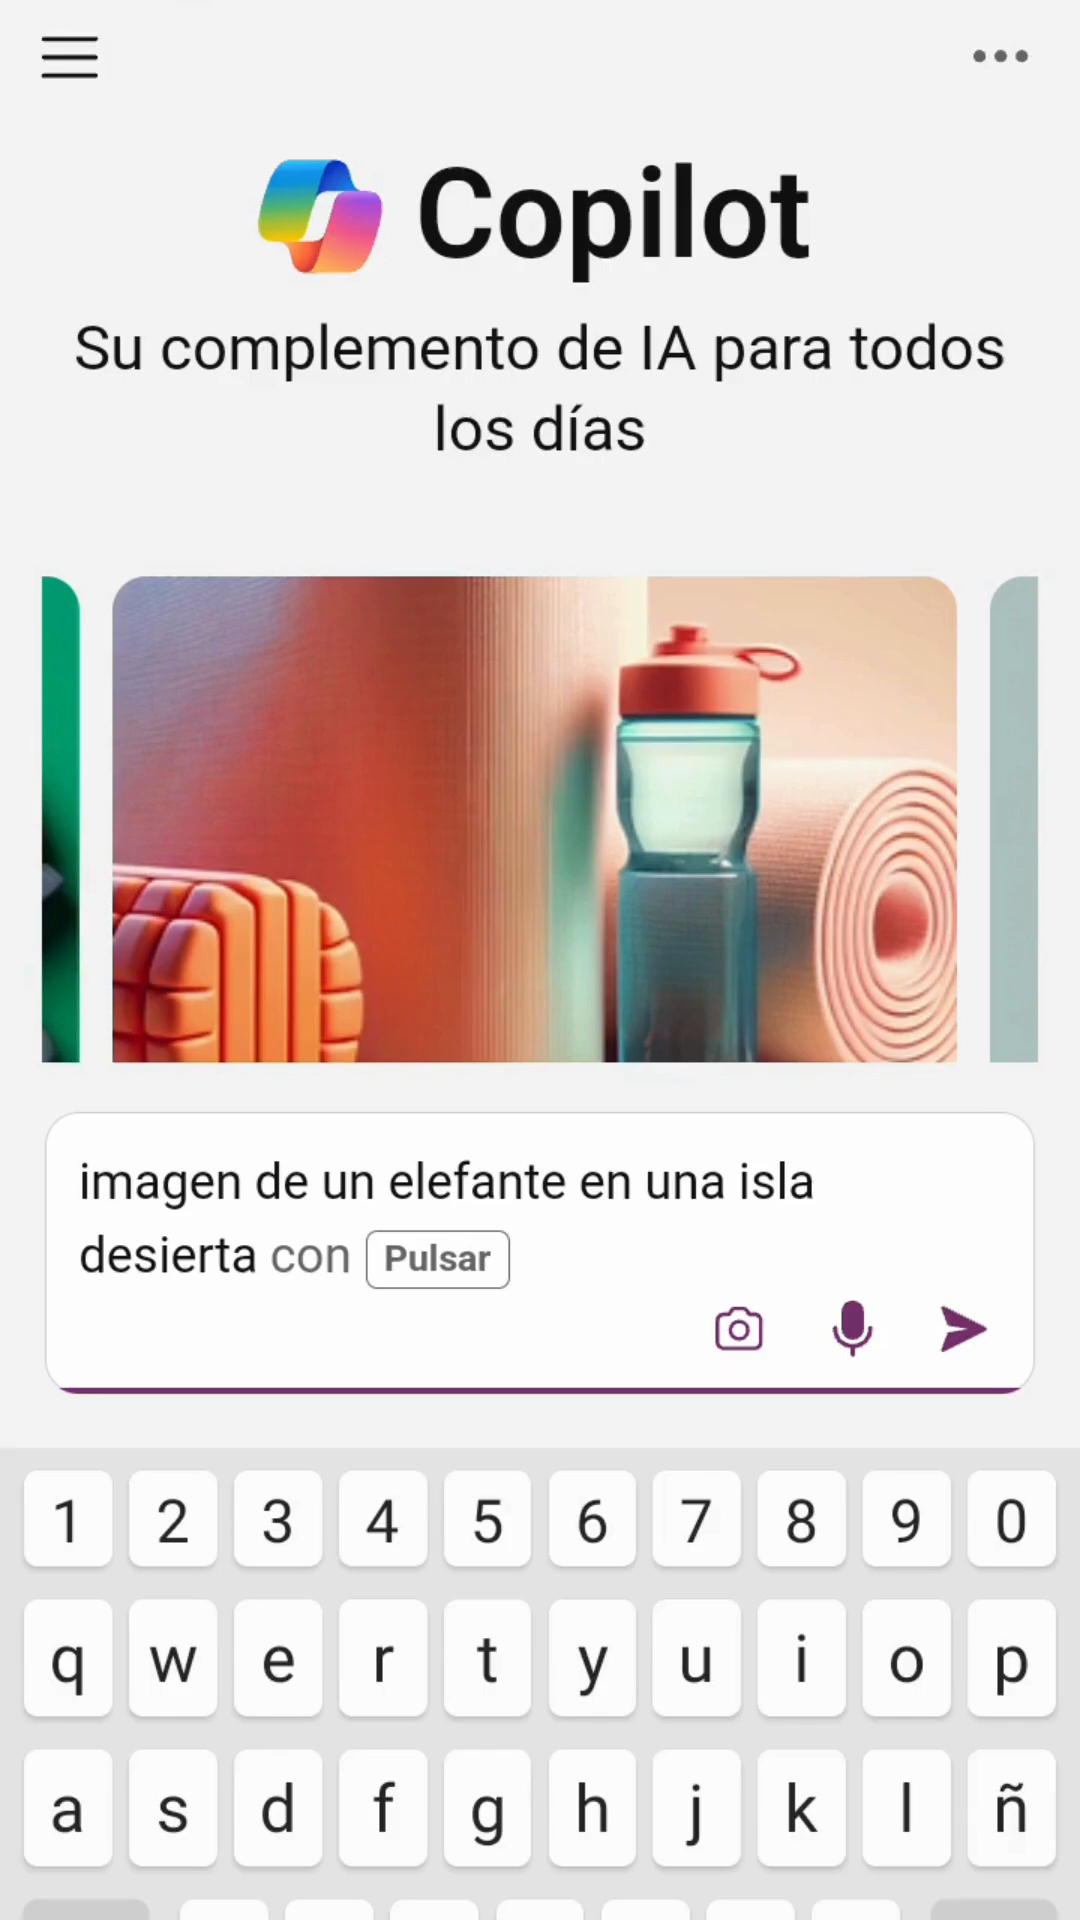 Copilot
Su complemento de IA para todos
los días
imagen de un elefante en una isla
desierta con Pulsar
1 2 3 4 5 6 7 8 9 0
q w e r t y u i o p
a s d f g h j k l ñ